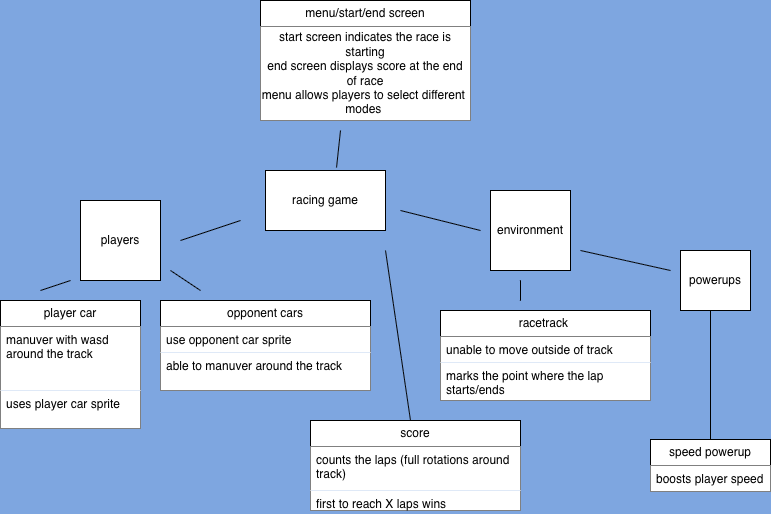 menu/start/end screen
start screen indicates the race is
starting
end screen displays score at the end
of race
menu allows players to select different
modes
racing game
players
environment
powerups
player car
manuver with wasd
around the track
uses player car sprite
opponent cars
use opponent car sprite
able to manuver around the track
racetrack
unable to move outside of track
marks the point where the lap
starts/ends
score
counts the laps (full rotations around
track)
first to reach X laps wins
speed powerup
boosts player speed